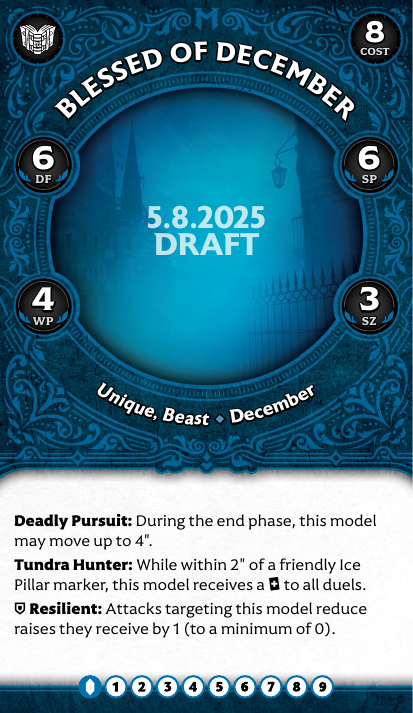 8
COST
BLESSED OF DECEMBER
6
DF
6
SP
5.8.2025
DRAFT
4
WP
3
SZ
Unique, Beast ◆ December
Deadly Pursuit: During the end phase, this model
may move up to 4".
Tundra Hunter: While within 2" of a friendly Ice
Pillar marker, this model receives a to all duels.
Resilient: Attacks targeting this model reduce
raises they receive by 1 (to a minimum of 0).
1 2 3 4 5 6 7 8 9